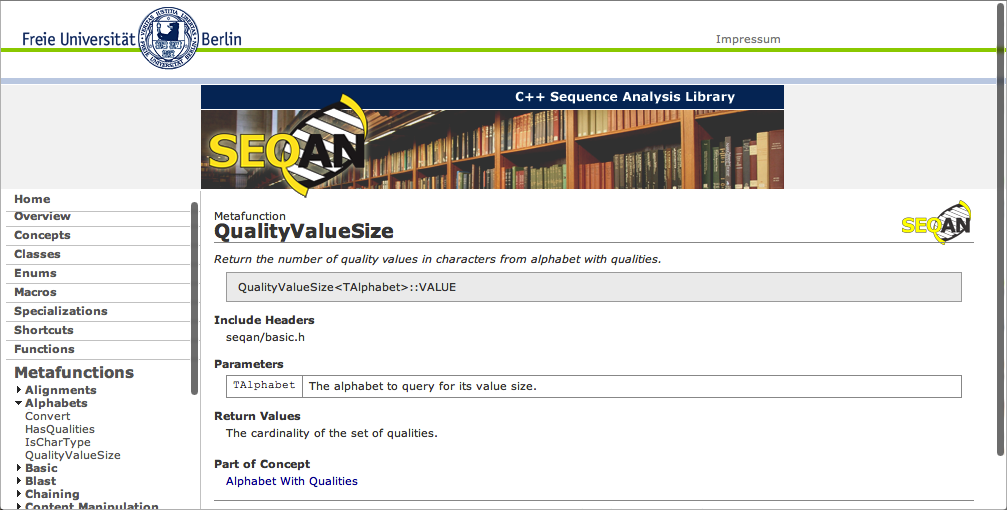 Freie Universität Berlin
Impressum
C++ Sequence Analysis Library
SEQAN
Home
Overview
Concepts
Classes
Enums
Macros
Specializations
Shortcuts
Functions
Metafunctions
Alignments
Alphabets
Convert
HasQualities
IsCharType
QualityValueSize
Basic
Blast
Chaining
Content Manipulation
Metafunction
QualityValueSize
SEQAN
Return the number of quality values in characters from alphabet with qualities.
QualityValueSize<TAlphabet>::VALUE
Include Headers
seqan/basic.h
Parameters
TAlphabet The alphabet to query for its value size.
Return Values
The cardinality of the set of qualities.
Part of Concept
Alphabet With Qualities